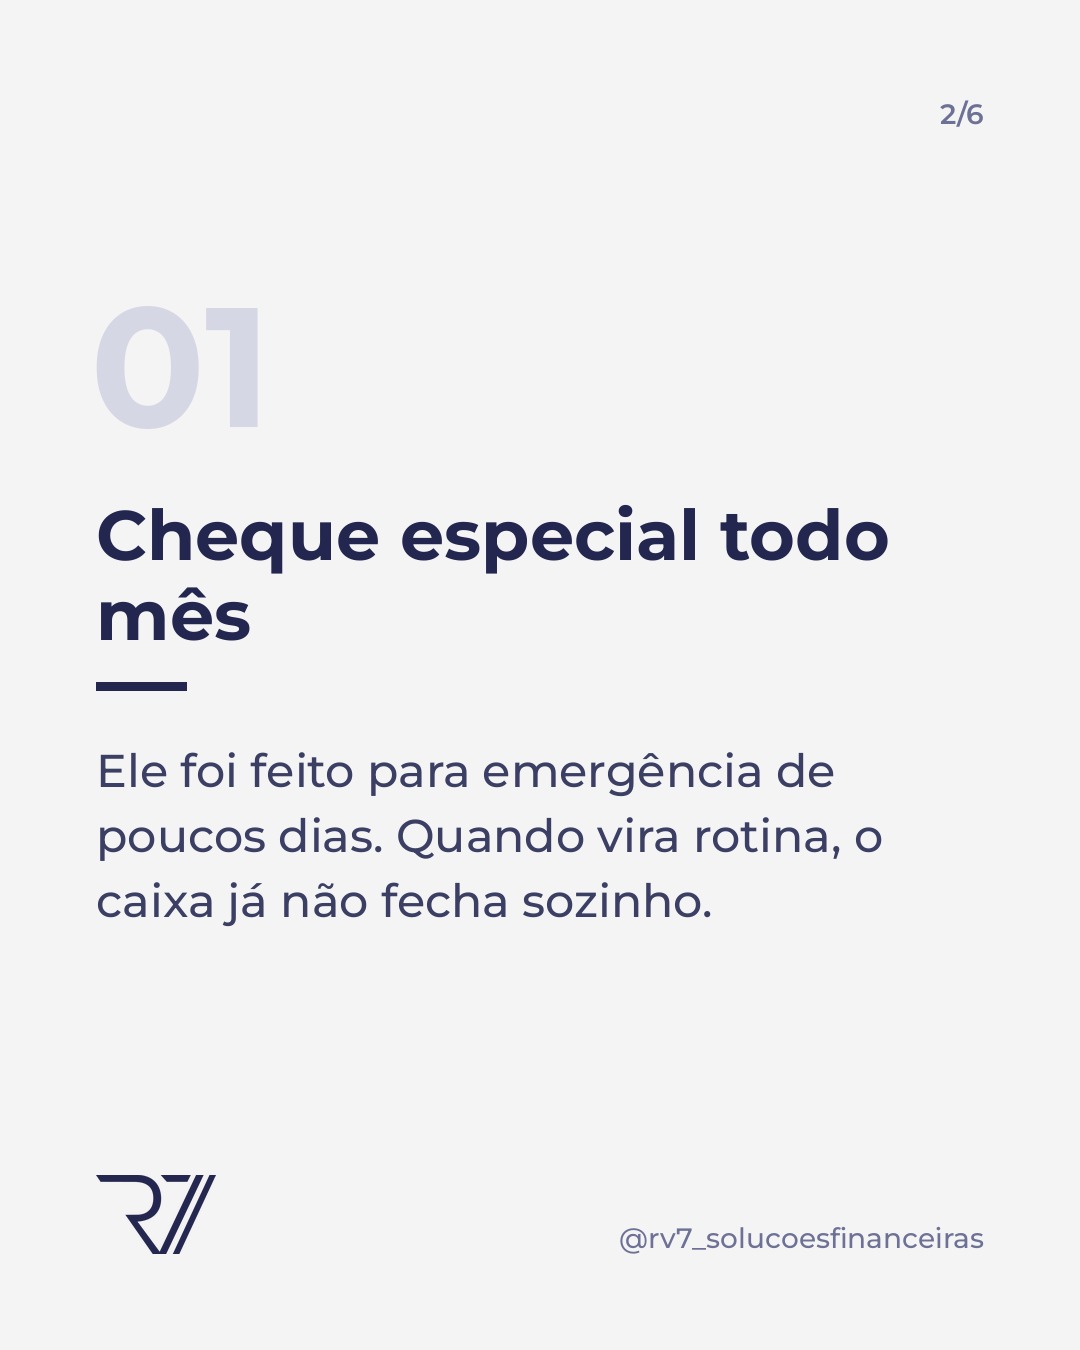 2/6
01
Cheque especial todo
mês
Ele foi feito para emergência de
poucos dias. Quando vira rotina, o
caixa já não fecha sozinho.
RV7
@rv7_solucoesfinanceiras